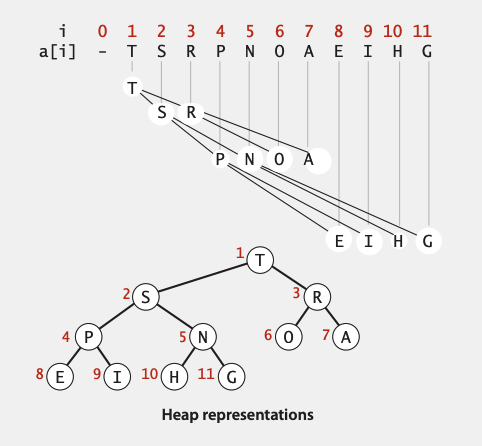 i 0 1 2 3 4 5 6 7 8 9 10 11
a[i] – T S R P N O A E I H G
T
S R
P N O A
E I H G
1 T
2 S 3 R
4 P 5 N 6 O 7 A
8 E 9 I 10 H 11 G
Heap representations